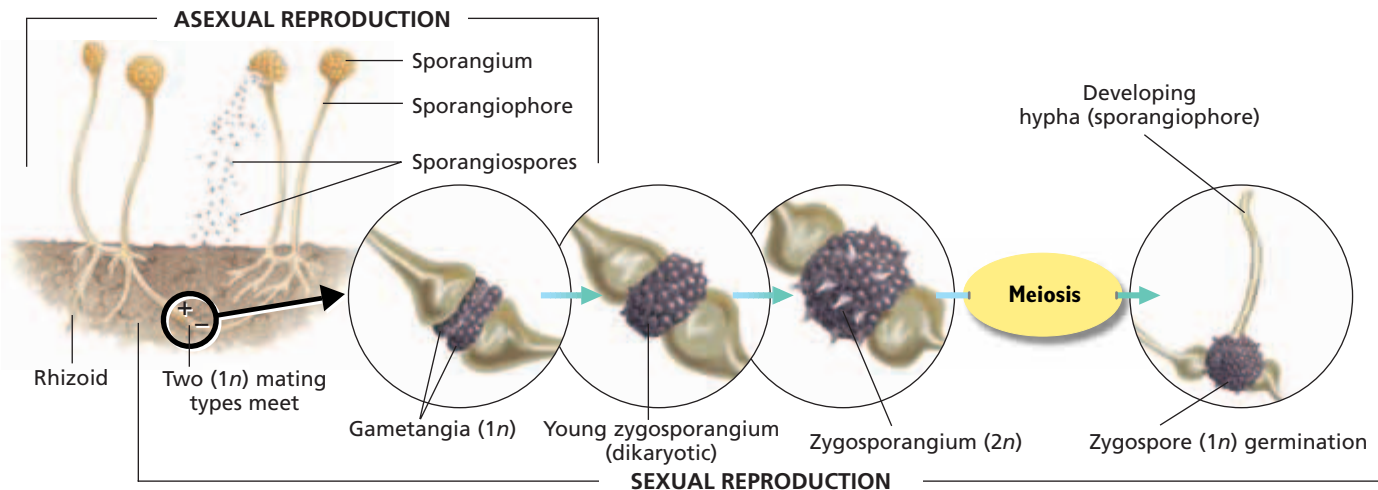 ASEXUAL REPRODUCTION
Sporangium
Sporangiophore
Sporangiospores
Developing
hypha (sporangiophore)
+
−
Meiosis
Rhizoid
Two (1n) mating
types meet
Gametangia (1n)
Young zygosporangium
(dikaryotic)
Zygosporangium (2n)
Zygospore (1n) germination
SEXUAL REPRODUCTION